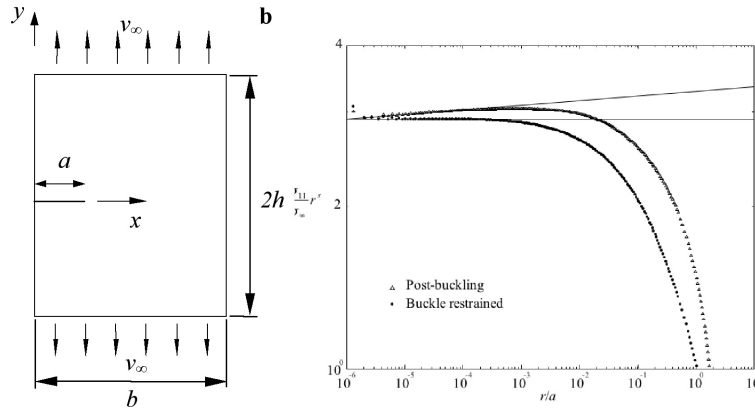 y
v∞
a
x
2h
v∞
b
b
4
2
10⁰
Post-buckling
Buckle restrained
10⁻⁶
10⁻⁵
10⁻⁴
10⁻³
10⁻²
10⁻¹
10⁰
10
r/a